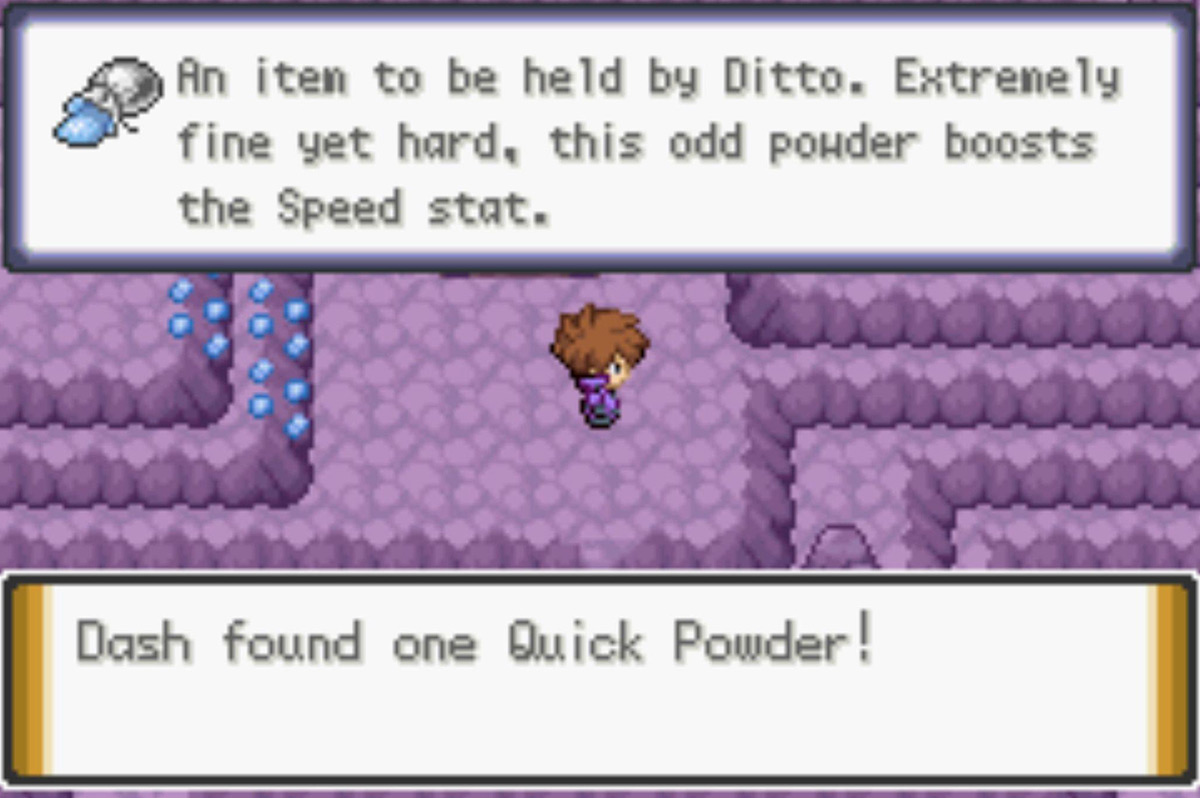 An item to be held by Ditto. Extremely
fine yet hard, this odd powder boosts
the Speed stat.
Dash found one Quick Powder!